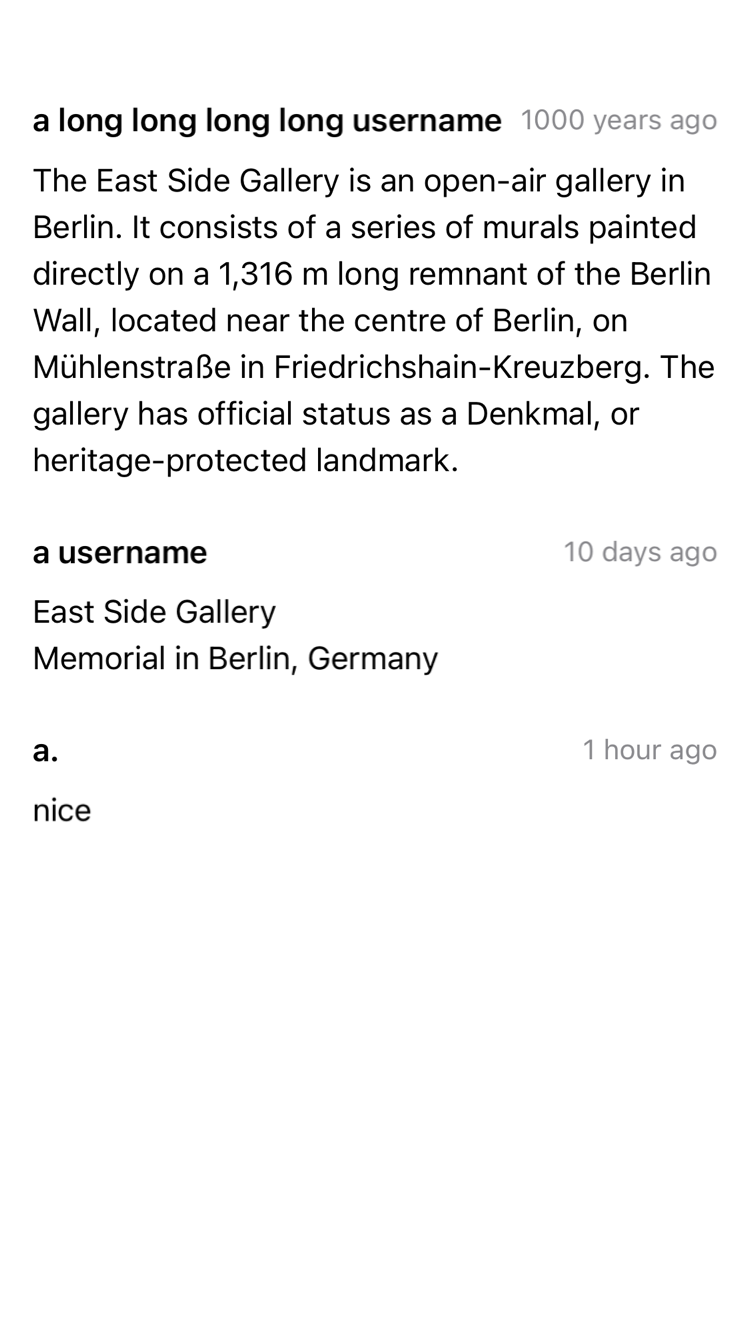 a long long long long username 1000 years ago
The East Side Gallery is an open-air gallery in
Berlin. It consists of a series of murals painted
directly on a 1,316 m long remnant of the Berlin
Wall, located near the centre of Berlin, on
Mühlenstraße in Friedrichshain-Kreuzberg. The
gallery has official status as a Denkmal, or
heritage-protected landmark.
a username 10 days ago
East Side Gallery
Memorial in Berlin, Germany
a. 1 hour ago
nice